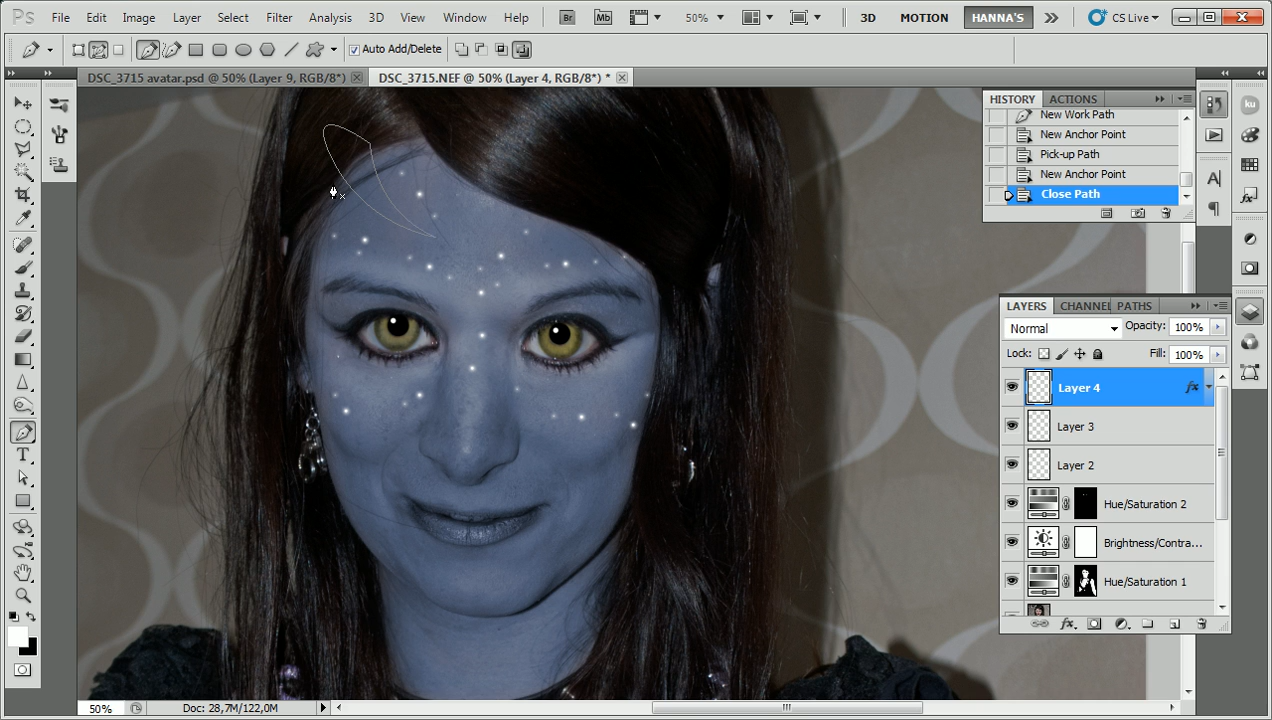 Ps File Edit Image Layer Select Filter Analysis 3D View Window Help Br Mb 50% 3D MOTION HANNA'S CS Live
Auto Add/Delete
DSC_3715 avatar.psd @ 50% (Layer 9, RGB/8*) DSC_3715.NEF @ 50% (Layer 4, RGB/8*) *
HISTORY ACTIONS
New Work Path
New Anchor Point
Pick-up Path
New Anchor Point
Close Path
ku
LAYERS CHANNEL PATHS
Normal Opacity: 100%
Lock: Fill: 100%
Layer 4 fx
Layer 3
Layer 2
Hue/Saturation 2
Brightness/Contra...
Hue/Saturation 1
fx
50% Doc: 28,7M/122,0M